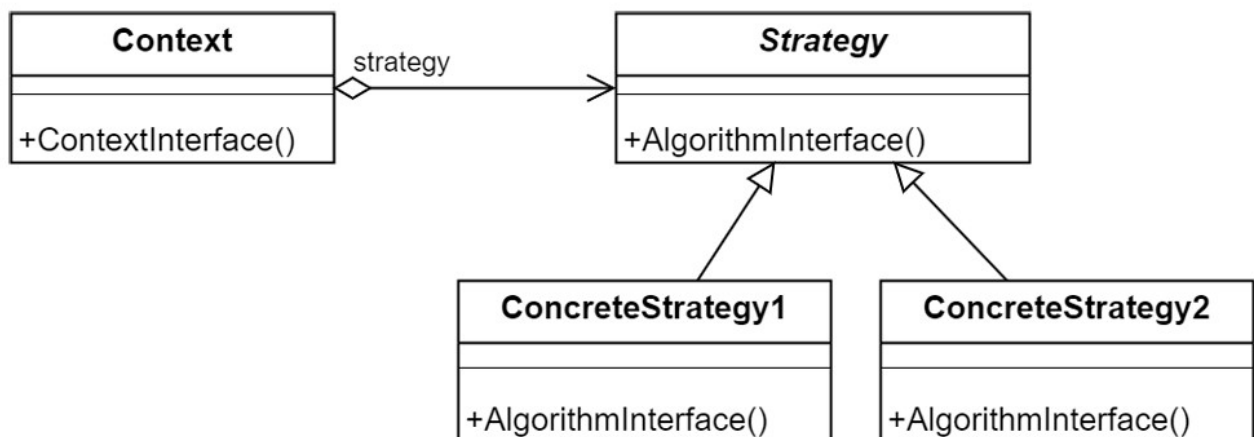 Context
Strategy
strategy
+ContextInterface()
+AlgorithmInterface()
ConcreteStrategy1
ConcreteStrategy2
+AlgorithmInterface()
+AlgorithmInterface()